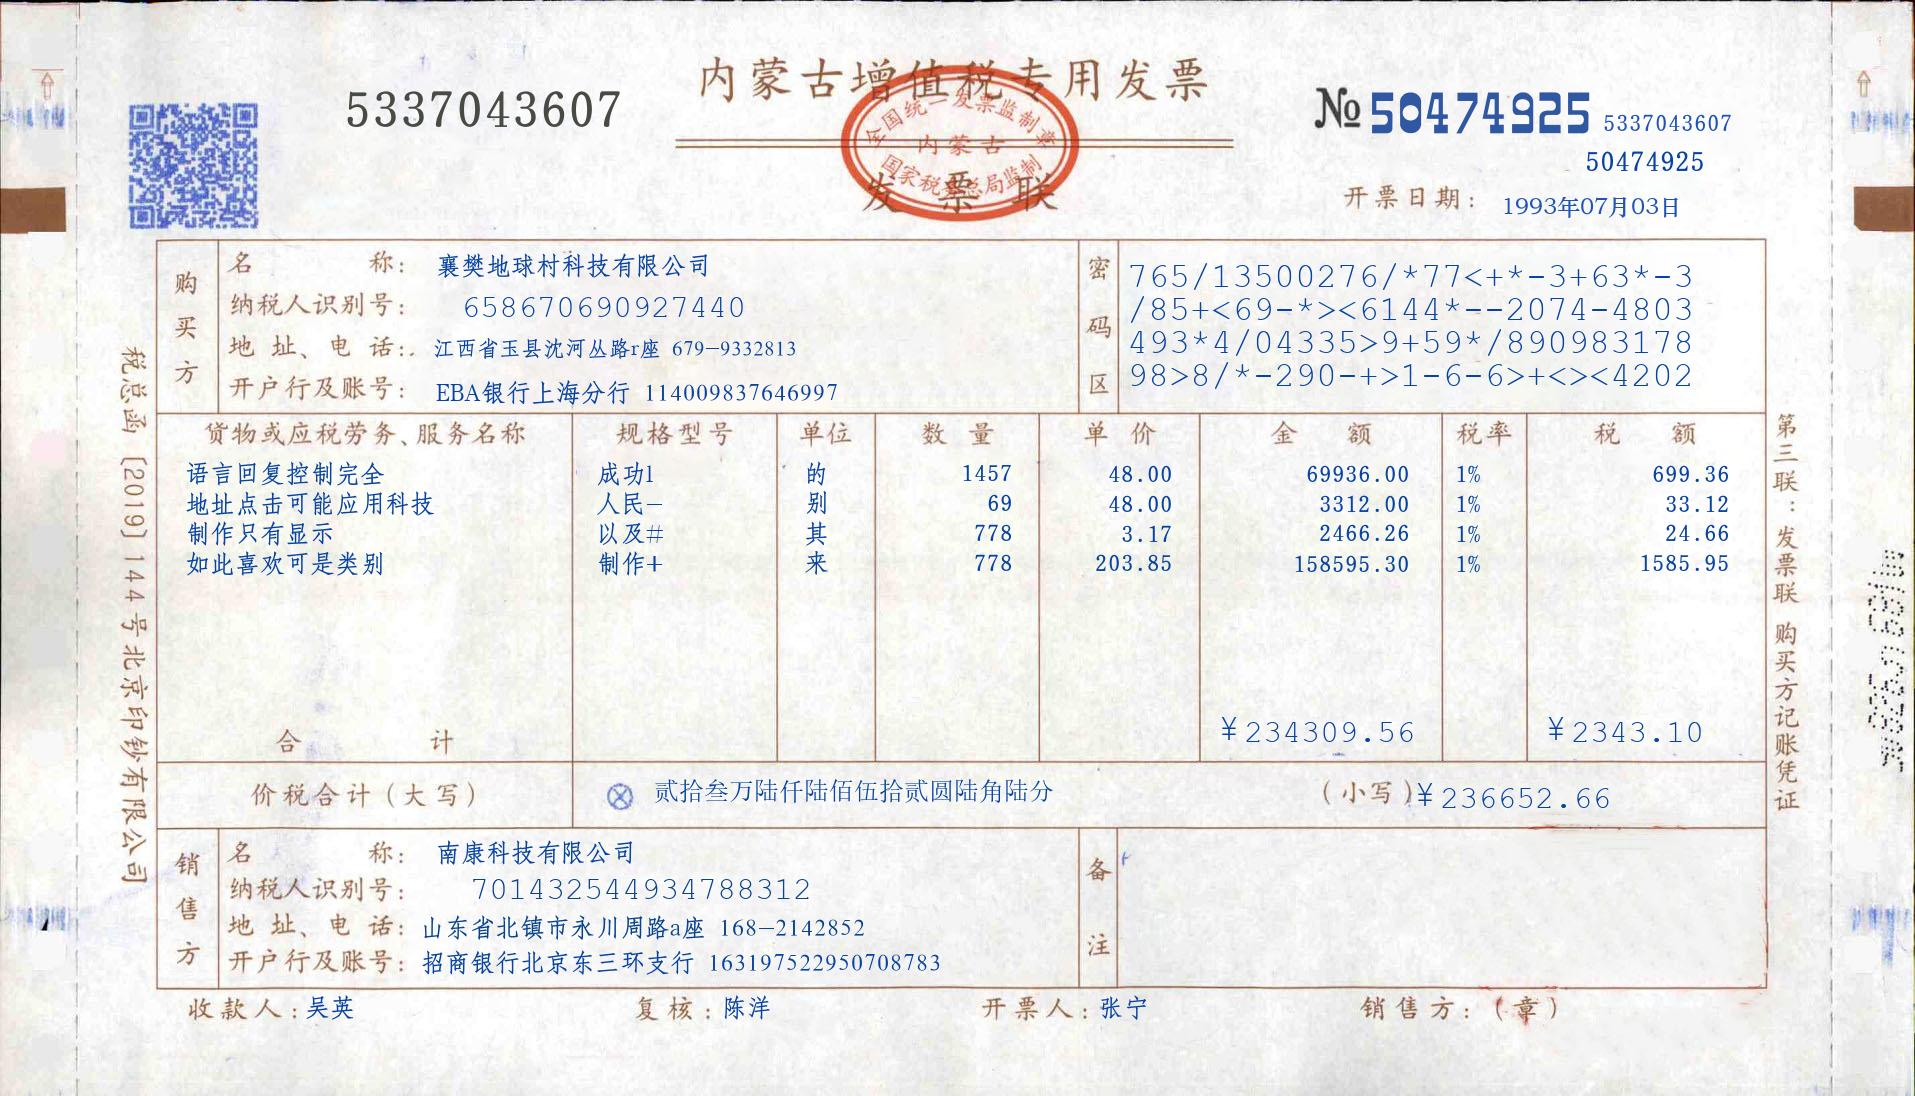 内蒙古增值税专用发票
5337043607
№ 50474925 5337043607
50474925
全国统一发票监制章
内蒙古
国家税务总局监制
发票联
开票日期: 1993年07月03日
购买方
名称: 襄樊地球村科技有限公司
纳税人识别号: 658670690927440
地址、电话: 江西省玉县沈河丛路r座 679-9332813
开户行及账号: EBA银行上海分行 114009837646997
密码区
765/13500276/*77<+*-3+63*-3
/85+<69-*><6144*--2074-4803
493*4/04335>9+59*/890983178
98>8/*-290-+>1-6-6>+<><4202
货物或应税劳务、服务名称 规格型号 单位 数量 单价 金额 税率 税额
语言回复控制完全 成功l 的 1457 48.00 69936.00 1% 699.36
地址点击可能应用科技 人民- 别 69 48.00 3312.00 1% 33.12
制作只有显示 以及# 其 778 3.17 2466.26 1% 24.66
如此喜欢可是类别 制作+ 来 778 203.85 158595.30 1% 1585.95
合计 ¥234309.56 ¥2343.10
价税合计(大写) 贰拾叁万陆仟陆佰伍拾贰圆陆角陆分 (小写)¥236652.66
销售方
名称: 南康科技有限公司
纳税人识别号: 701432544934788312
地址、电话: 山东省北镇市永川周路a座 168-2142852
开户行及账号: 招商银行北京东三环支行 163197522950708783
备注
收款人: 吴英 复核: 陈洋 开票人: 张宁 销售方:(章)
税总函〔2019〕144号北京印钞有限公司
第三联:发票联 购买方记账凭证